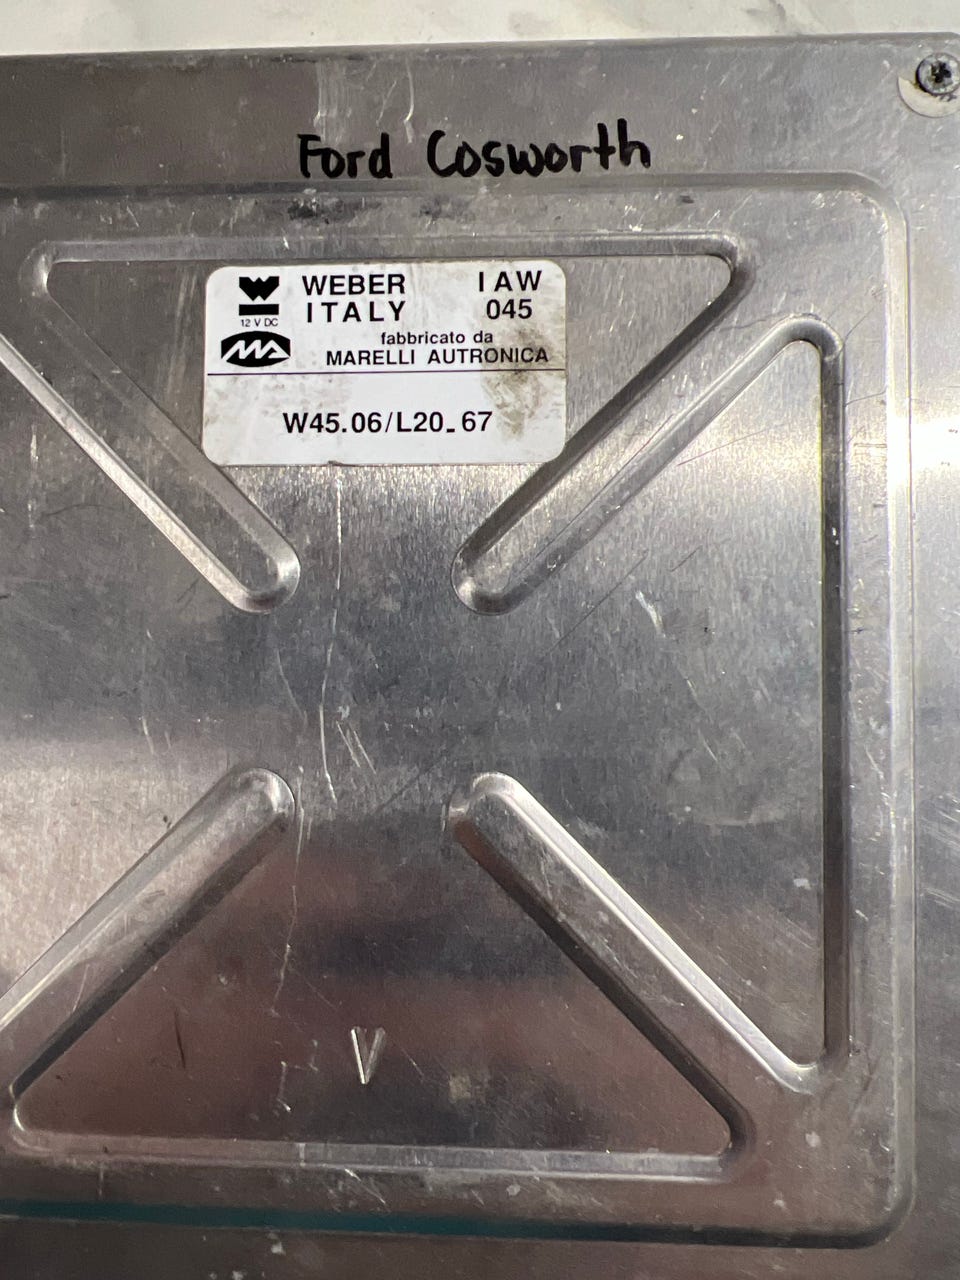 Ford Cosworth
WEBER IAW
ITALY 045
12 V DC
fabbricato da
MARELLI AUTRONICA
W45.06/L20_67
V